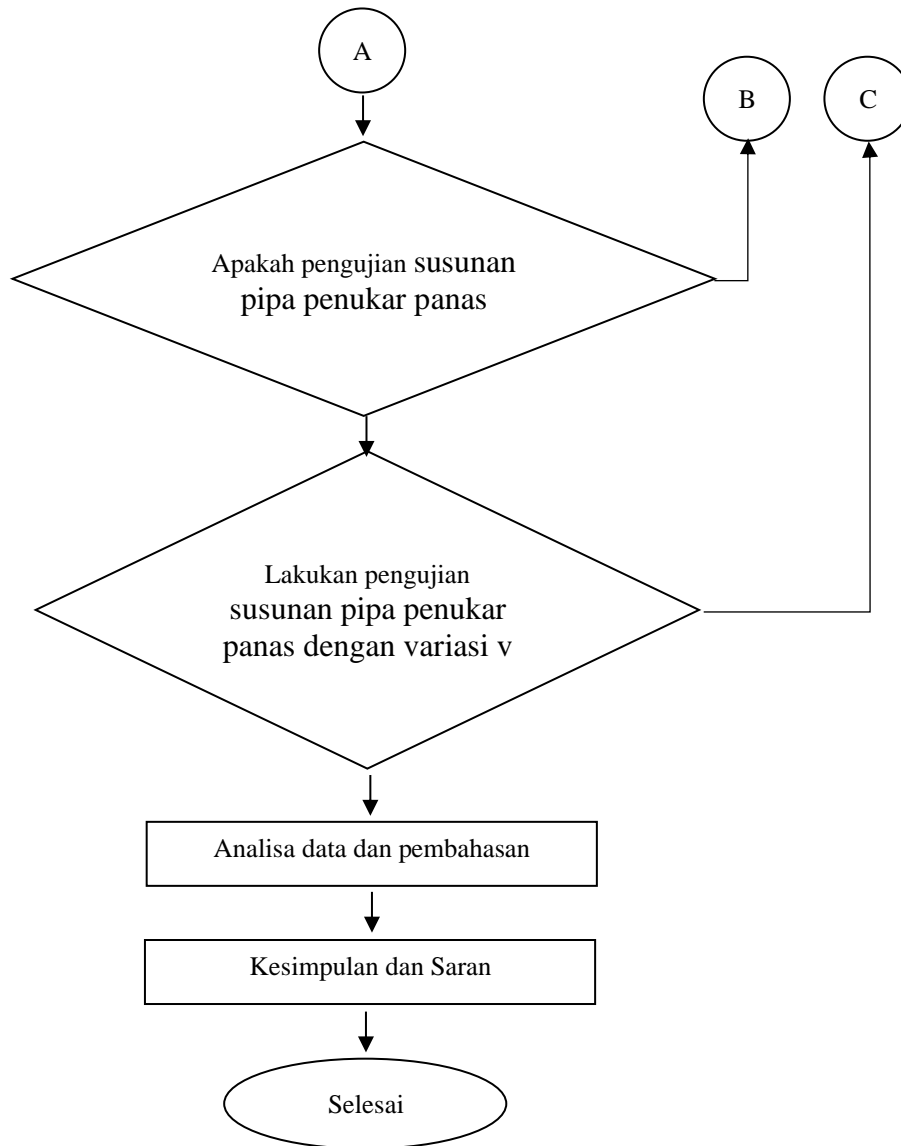 A
B
C
Apakah pengujian susunan
pipa penukar panas
Lakukan pengujian
susunan pipa penukar
panas dengan variasi v
Analisa data dan pembahasan
Kesimpulan dan Saran
Selesai